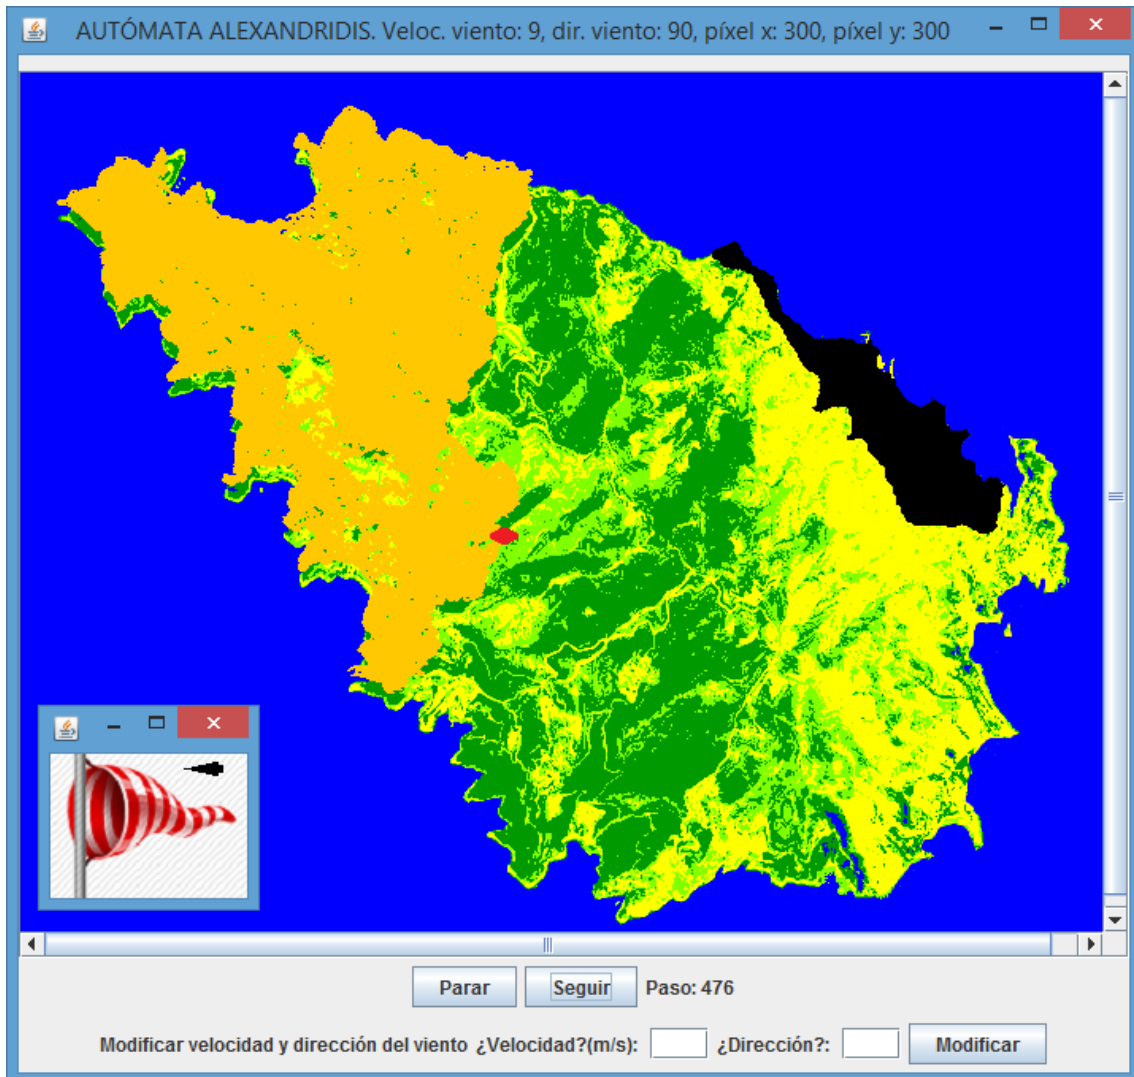 AUTÓMATA ALEXANDRIDIS. Veloc. viento: 9, dir. viento: 90, píxel x: 300, píxel y: 300
Parar Seguir Paso: 476
Modificar velocidad y dirección del viento ¿Velocidad?(m/s): ¿Dirección?: Modificar